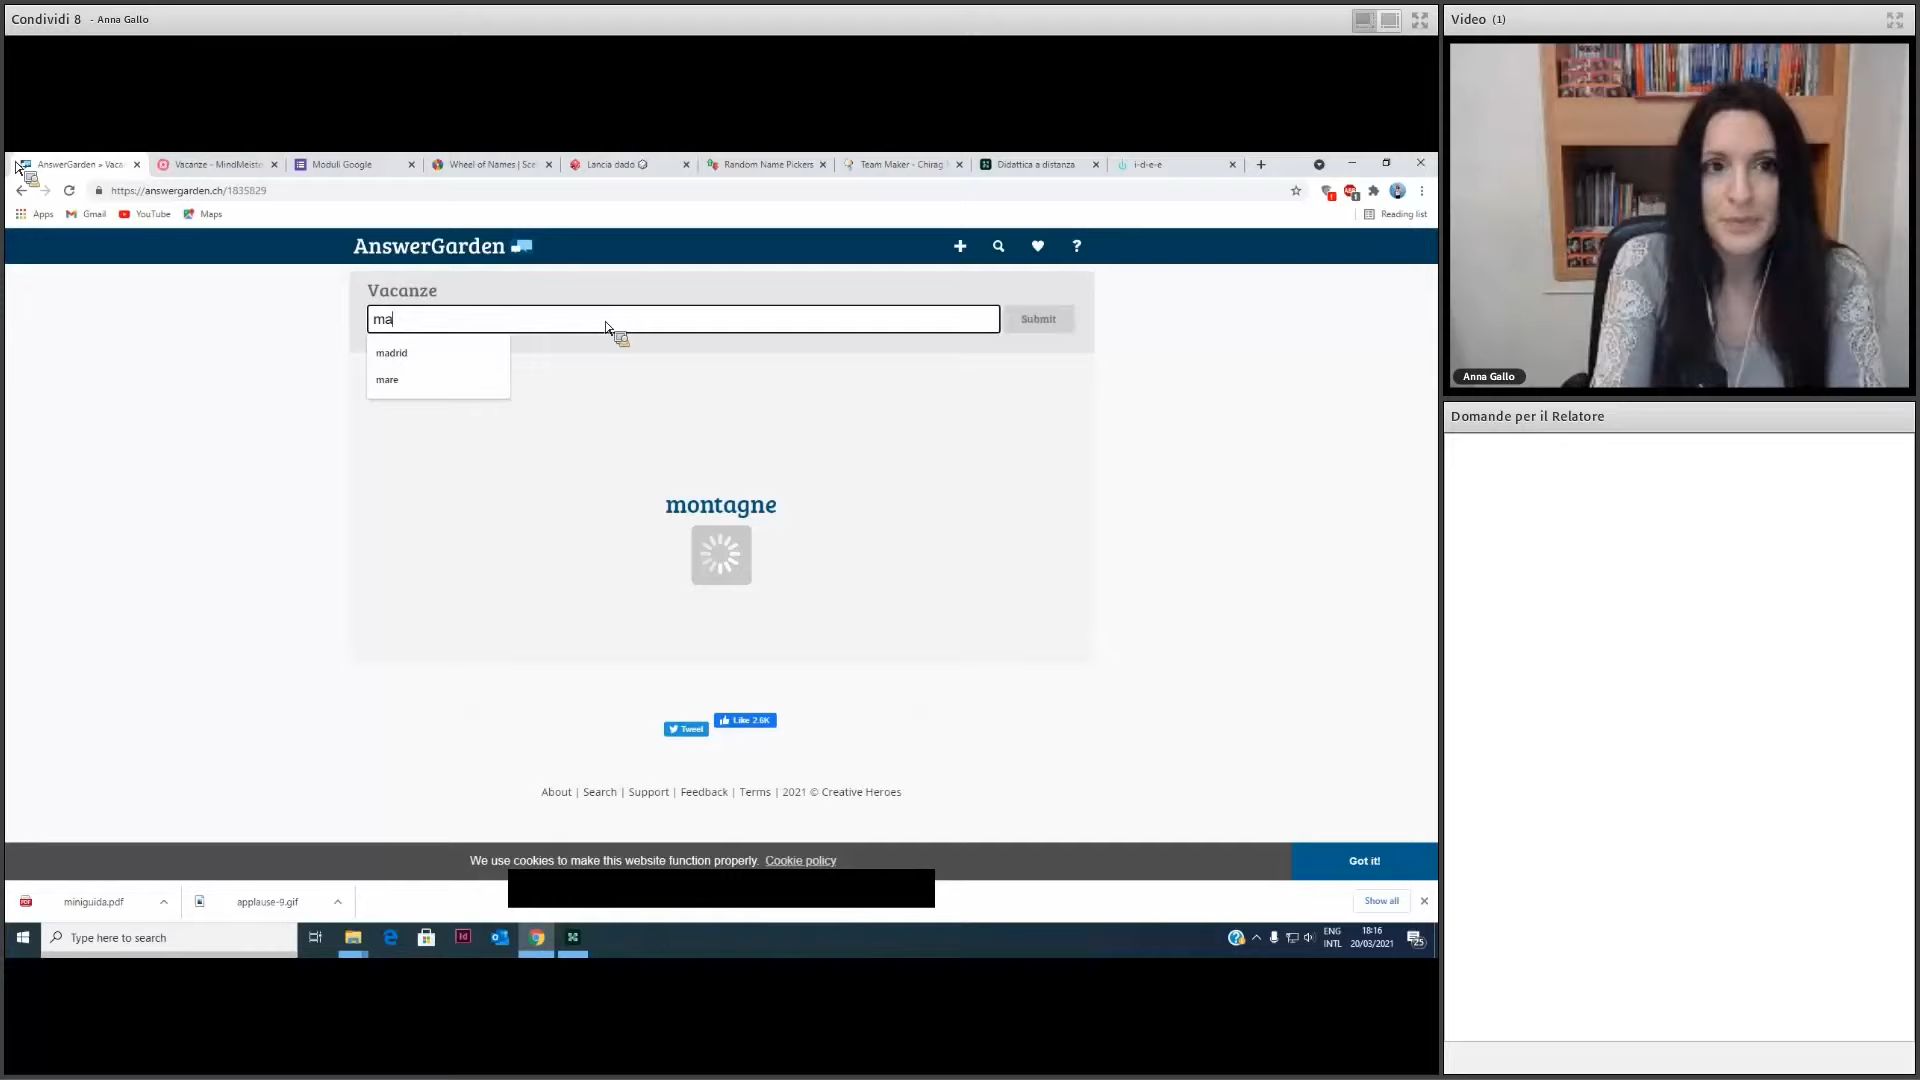 Condividi 8 - Anna Gallo
Video (1)
AnswerGarden » Vaca
Vacanze - MindMeiste
Moduli Google
Wheel of Names | Sce
Lancia dado
Random Name Pickers
Team Maker - Chirag
Didattica a distanza
i-d-e-e
https://answergarden.ch/1835829
Apps
Gmail
YouTube
Maps
Reading list
AnswerGarden
Vacanze
ma
Submit
madrid
mare
montagne
Tweet
Like 2.6K
About | Search | Support | Feedback | Terms | 2021 © Creative Heroes
We use cookies to make this website function properly. Cookie policy
Got it!
miniguida.pdf
applause-9.gif
Show all
Type here to search
ENG
INTL
18:16
20/03/2021
25
Anna Gallo
Domande per il Relatore